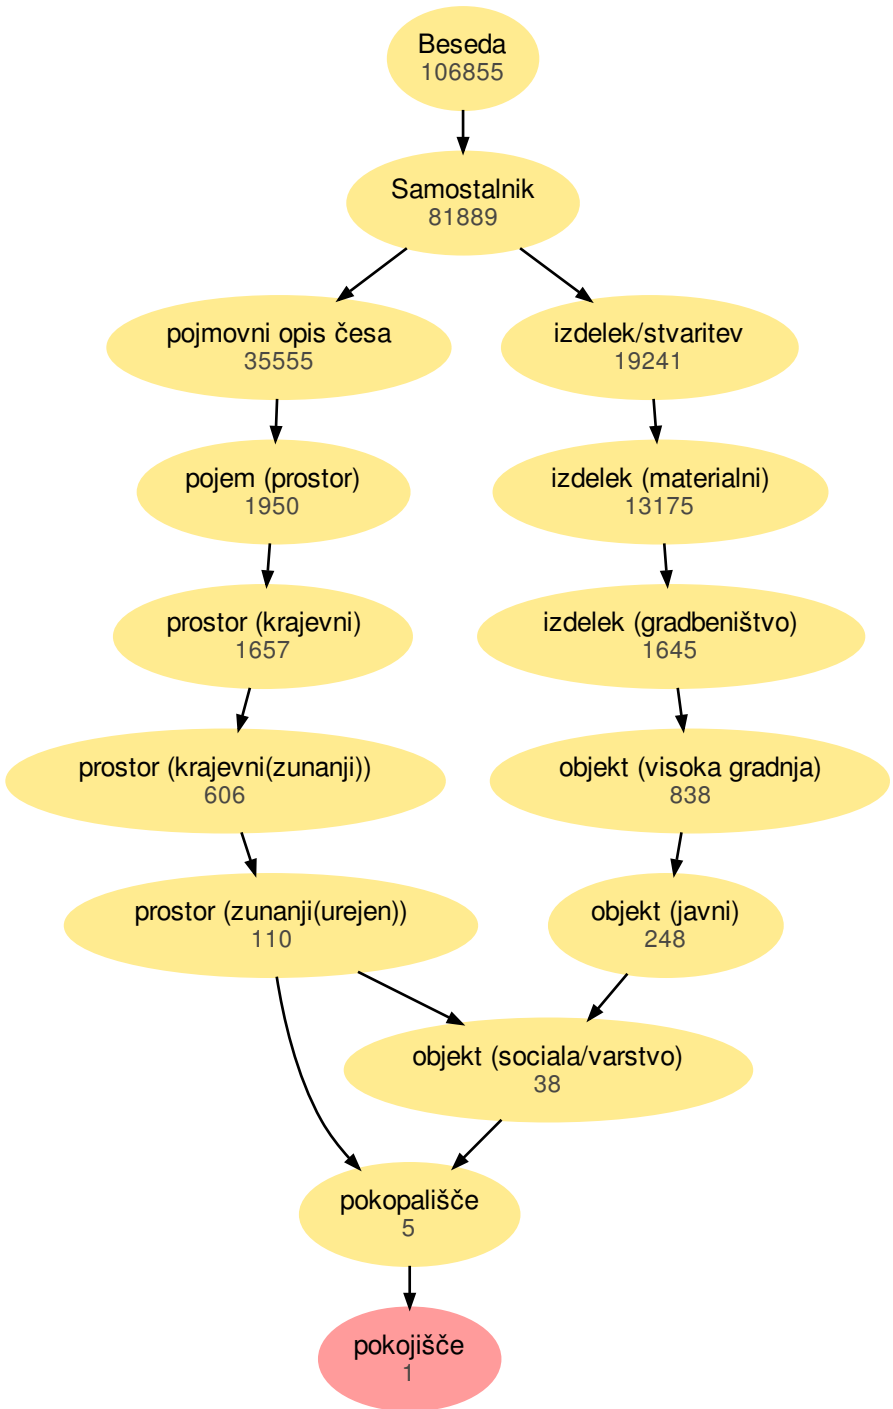 Beseda
106855
Samostalnik
81889
pojmovni opis česa
35555
izdelek/stvaritev
19241
pojem (prostor)
1950
izdelek (materialni)
13175
prostor (krajevni)
1657
izdelek (gradbeništvo)
1645
prostor (krajevni(zunanji))
606
objekt (visoka gradnja)
838
prostor (zunanji(urejen))
110
objekt (javni)
248
objekt (sociala/varstvo)
38
pokopališče
5
pokojišče
1